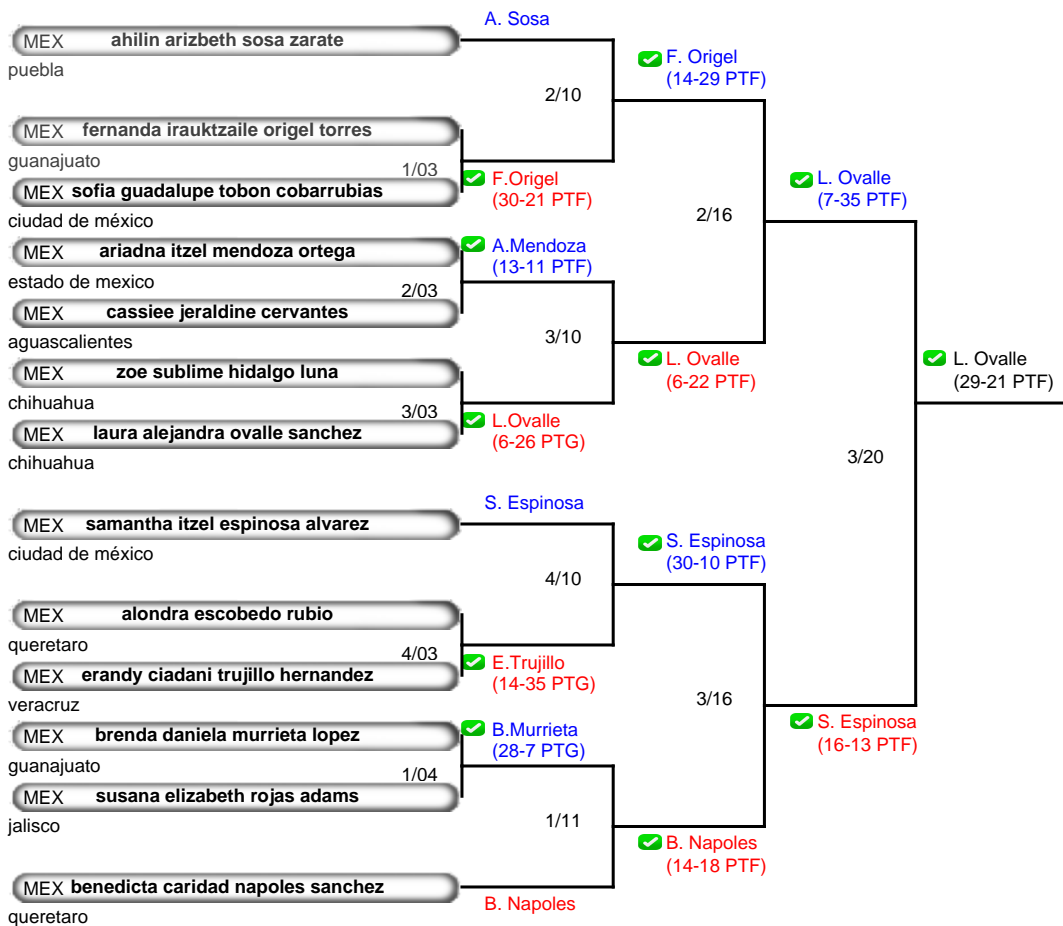 A. Sosa
MEX ahilin arizbeth sosa zarate
puebla
F. Origel
(14-29 PTF)
2/10
MEX fernanda irauktzaile origel torres
guanajuato
1/03
F.Origel
(30-21 PTF)
MEX sofia guadalupe tobon cobarrubias
ciudad de méxico
L. Ovalle
(7-35 PTF)
2/16
MEX ariadna itzel mendoza ortega
estado de mexico
A.Mendoza
(13-11 PTF)
2/03
MEX cassiee jeraldine cervantes
aguascalientes
3/10
L. Ovalle
(6-22 PTF)
L. Ovalle
(29-21 PTF)
MEX zoe sublime hidalgo luna
chihuahua
3/03
L.Ovalle
(6-26 PTG)
MEX laura alejandra ovalle sanchez
chihuahua
3/20
S. Espinosa
MEX samantha itzel espinosa alvarez
ciudad de méxico
S. Espinosa
(30-10 PTF)
4/10
MEX alondra escobedo rubio
queretaro
4/03
E.Trujillo
(14-35 PTG)
MEX erandy ciadani trujillo hernandez
veracruz
3/16
S. Espinosa
(16-13 PTF)
MEX brenda daniela murrieta lopez
guanajuato
B.Murrieta
(28-7 PTG)
1/04
MEX susana elizabeth rojas adams
jalisco
1/11
B. Napoles
(14-18 PTF)
MEX benedicta caridad napoles sanchez
queretaro
B. Napoles